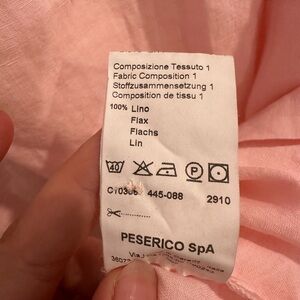 Composizione Tessuto 1
Fabric Composition 1
Stoffzusammensetzung 1
Composition de tissu 1
100% Lino
Flax
Flachs
Lin
40 P
445-088 2910
PESERICO SpA